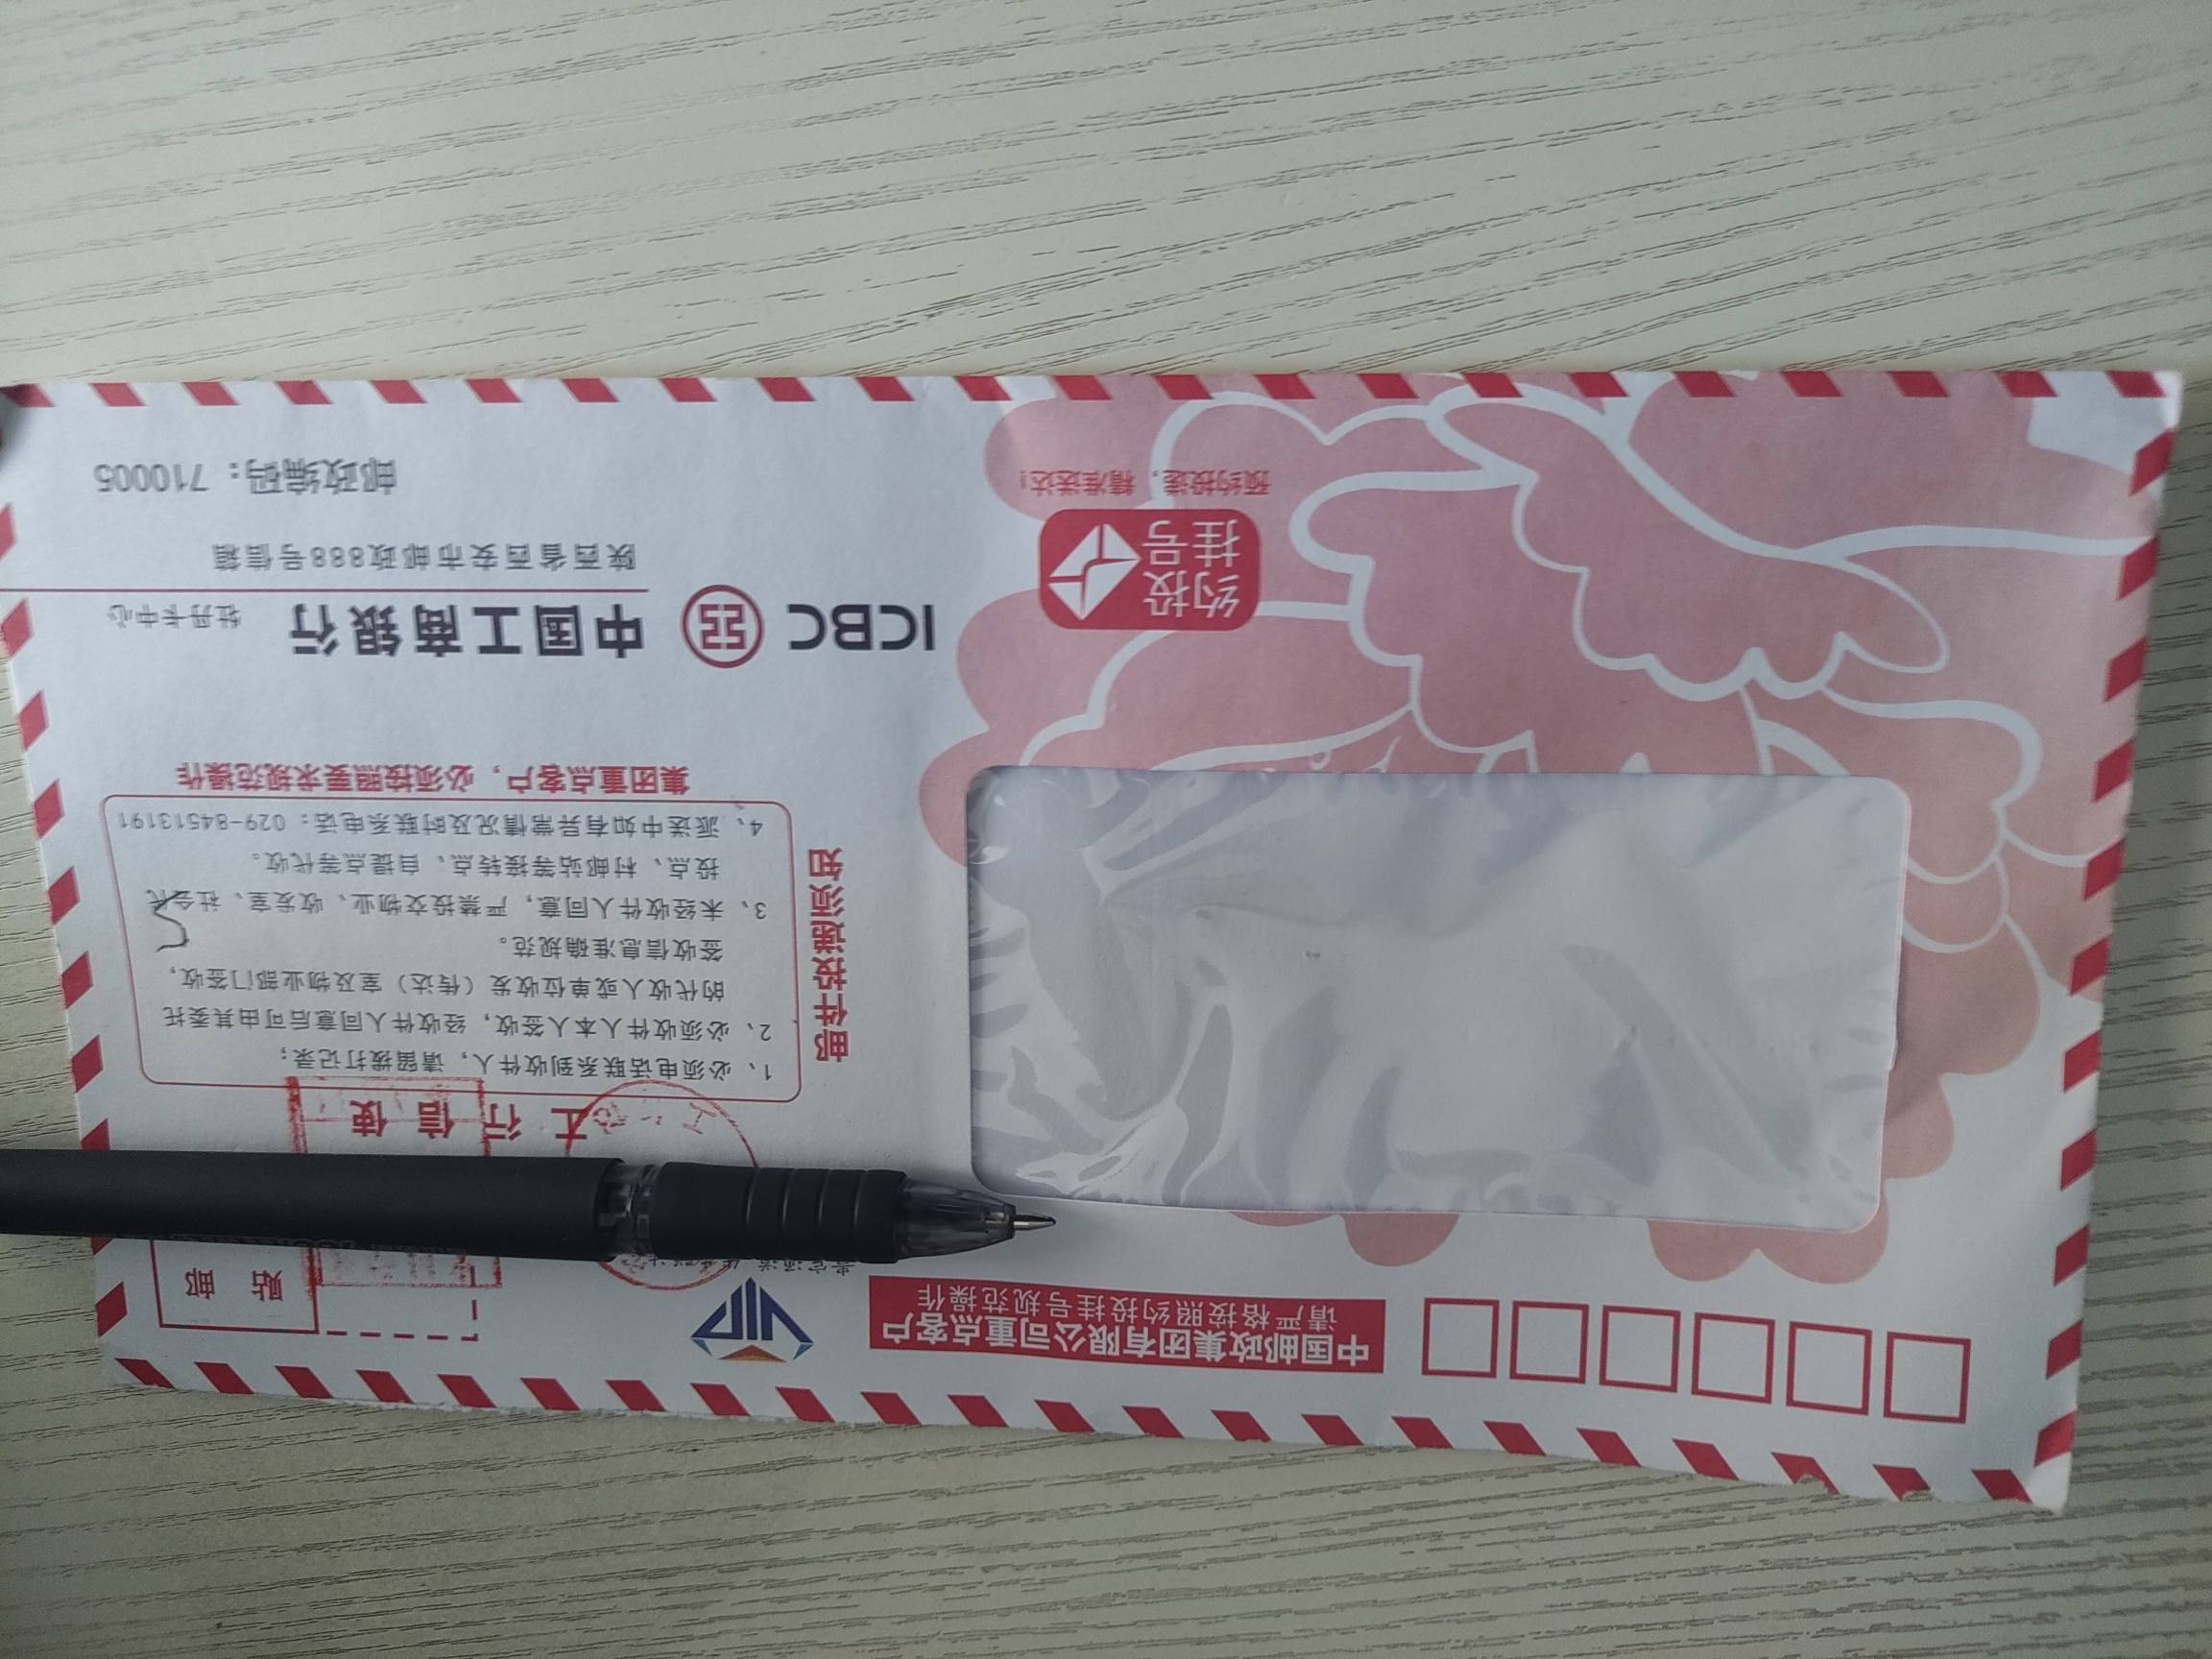 中国邮政集团有限公司重点客户
请严格按照约投挂号规范操作
VIP
贴
邮
工行信使
邮件投递须知
1、必须电话联系到收件人，请留拨打记录；
2、必须收件人本人签收，经收件人同意后可由其委托
的代收人或单位收发（传达）室及物业部门签收，
签收信息准确规范。
3、未经收件人同意，严禁投交物业、收发室、社会代
投点、村邮站等接转点、自提点等代收。
4、派送中如有异常情况及时联系电话：029-84513191
集团重点客户，必须按照要求规范操作
约投
挂号
预约投递，精准送达！
ICBC 中国工商银行 牡丹卡中心
陕西省西安市邮政888号信箱
邮政编码：710005